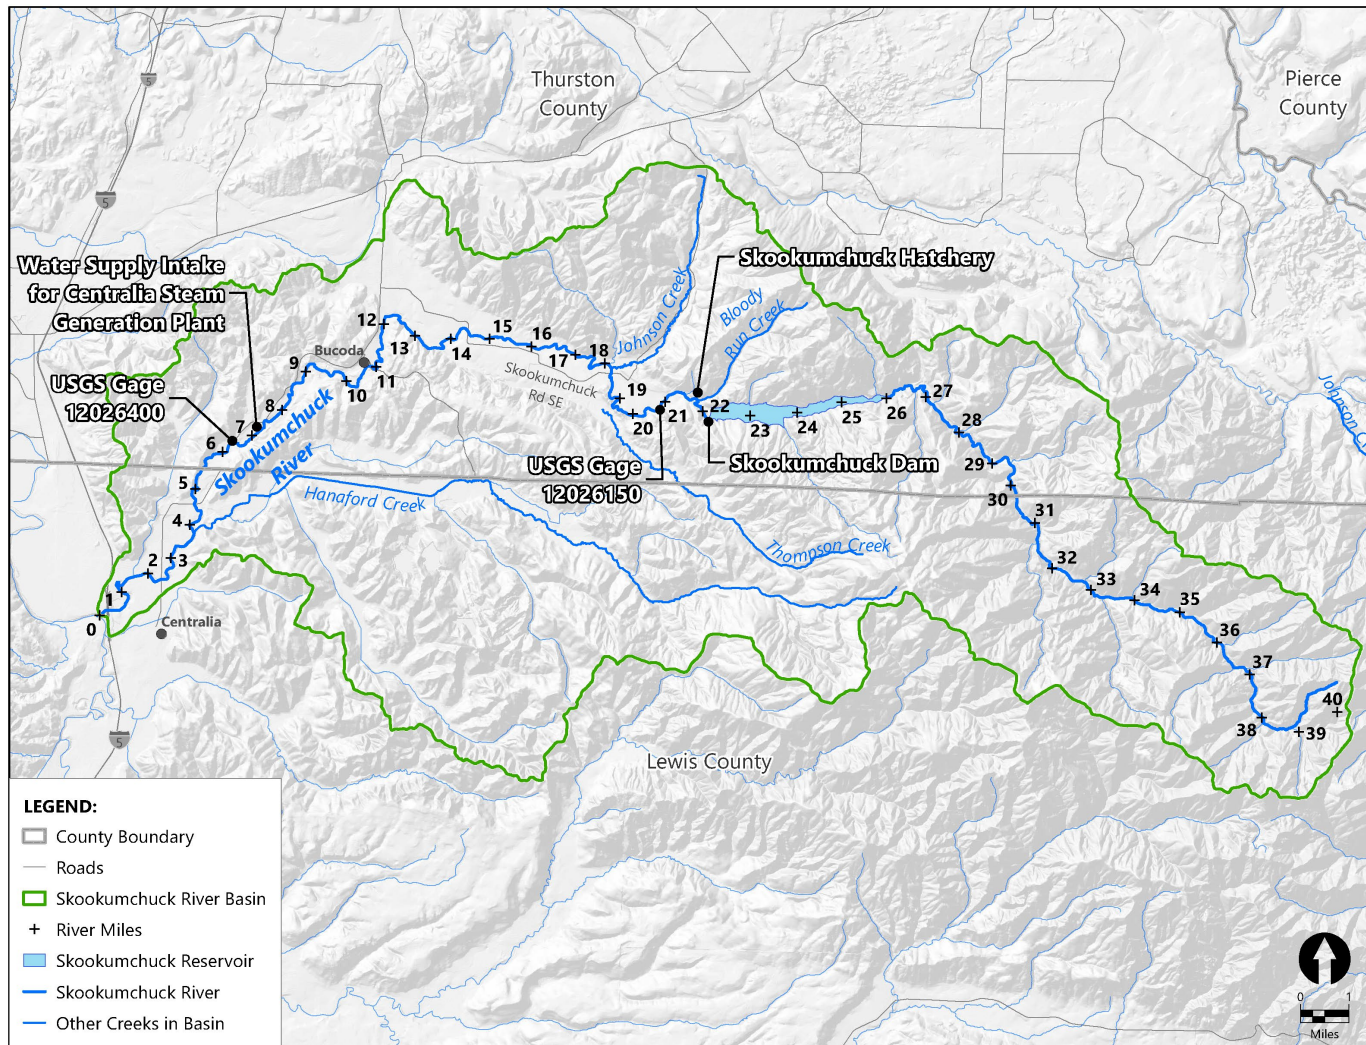 Thurston
County
Pierce
County
5
5
Water Supply Intake
for Centralia Steam
Generation Plant
Skookumchuck Hatchery
Johnson Creek
Bloody
Run Creek
12
13
14
15
16
17
18
Bucoda
9
11
10
Skookumchuck
Rd SE
USGS Gage
12026400
8
7
6
Skookumchuck
River
19
20
21
22
23
24
25
26
27
28
29
30
Johnson C
USGS Gage
12026150
Skookumchuck Dam
5
4
Hanaford Creek
Thompson Creek
31
32
33
34
35
36
37
38
39
40
2
3
1
0
Centralia
5
Lewis County
LEGEND:
County Boundary
Roads
Skookumchuck River Basin
River Miles
Skookumchuck Reservoir
Skookumchuck River
Other Creeks in Basin
0 1
Miles